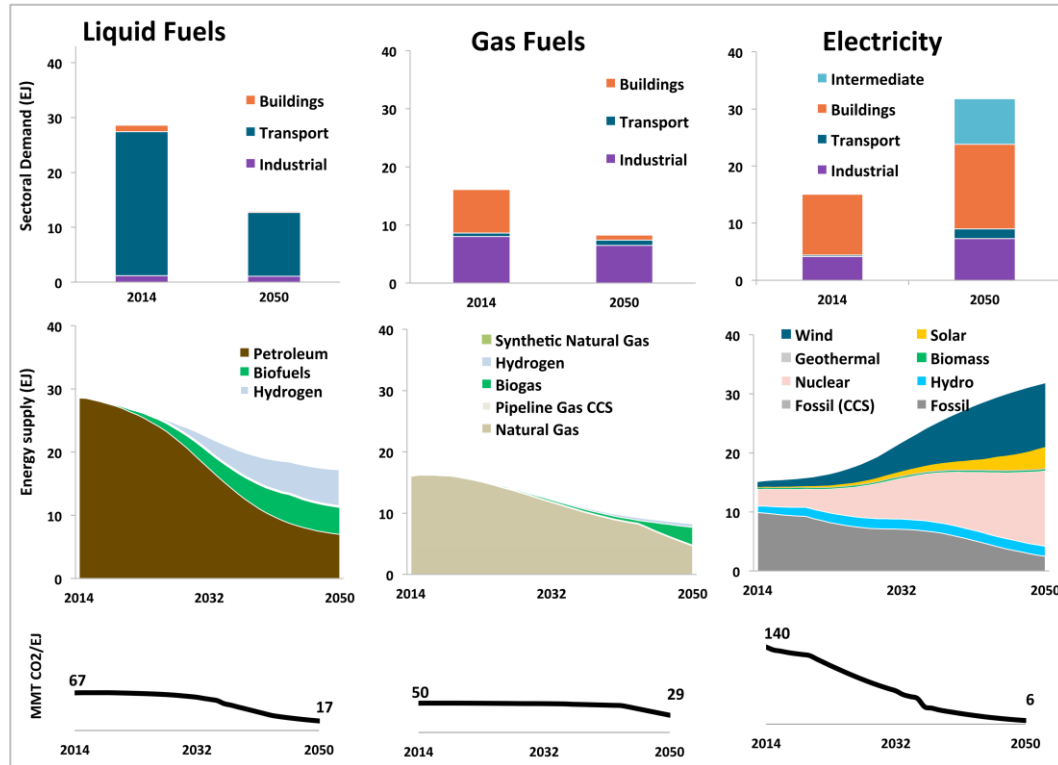 Liquid Fuels
Sectoral Demand (EJ)
40
30
20
10
0
Buildings
Transport
Industrial
2014 2050
Gas Fuels
40
30
20
10
0
Buildings
Transport
Industrial
2014 2050
Electricity
40
30
20
10
0
Intermediate
Buildings
Transport
Industrial
2014 2050
Energy supply (EJ)
40
30
20
10
0
Petroleum
Biofuels
Hydrogen
2014 2032 2050
40
30
20
10
0
Synthetic Natural Gas
Hydrogen
Biogas
Pipeline Gas CCS
Natural Gas
2014 2032 2050
40
30
20
10
0
Wind Solar
Geothermal Biomass
Nuclear Hydro
Fossil (CCS) Fossil
2014 2032 2050
MMT CO2/EJ
67 17
2014 2032 2050
50 29
2014 2032 2050
140 6
2014 2032 2050